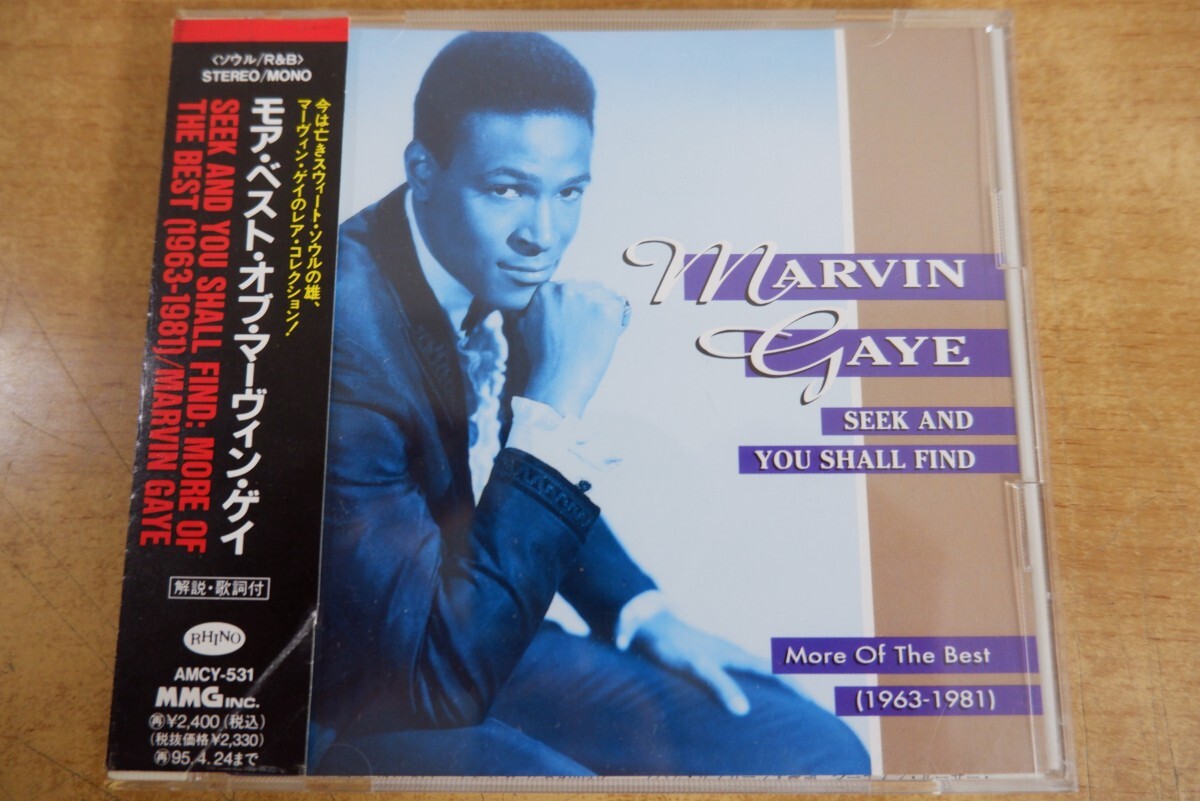 〈ソウル/R&B〉
STEREO/MONO
今は亡きスウィート・ソウルの雄、
マーヴィン・ゲイのレア・コレクション!
モア・ベスト・オブ・マーヴィン・ゲイ
SEEK AND YOU SHALL FIND: MORE OF
THE BEST (1963-1981)/MARVIN GAYE
解説・歌詞付
RHINO
AMCY-531
MMG INC.
再¥2,400(税込)
(税抜価格¥2,330)
再95.4.24まで
MARVIN
GAYE
SEEK AND
YOU SHALL FIND
More Of The Best
(1963-1981)